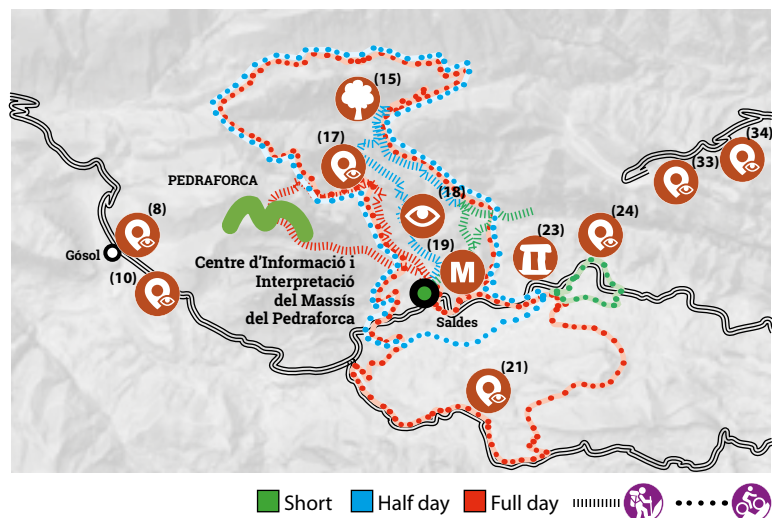 (15)
(34)
(17)
(33)
PEDRAFORCA
(18)
(8)
(24)
(23)
Gósol
(19)
Centre d'Informació i
Interpretació
del Massís
del Pedraforca
M
(10)
Saldes
(21)
Short Half day Full day